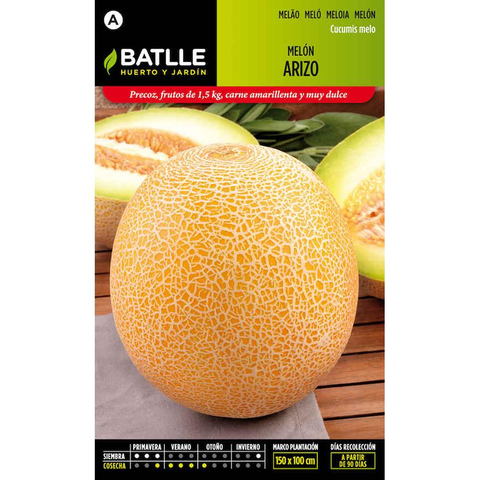 A
MELÃO MELÓ MELOIA MELÓN
Cucumis melo
BATLLE
HUERTO Y JARDÍN
MELÓN
ARIZO
Precoz, frutos de 1,5 kg, carne amarillenta y muy dulce
PRIMAVERA VERANO OTOÑO INVIERNO MARCO PLANTACIÓN DÍAS RECOLECCIÓN
SIEMBRA
COSECHA
150 x 100 cm
A PARTIR
DE 90 DÍAS